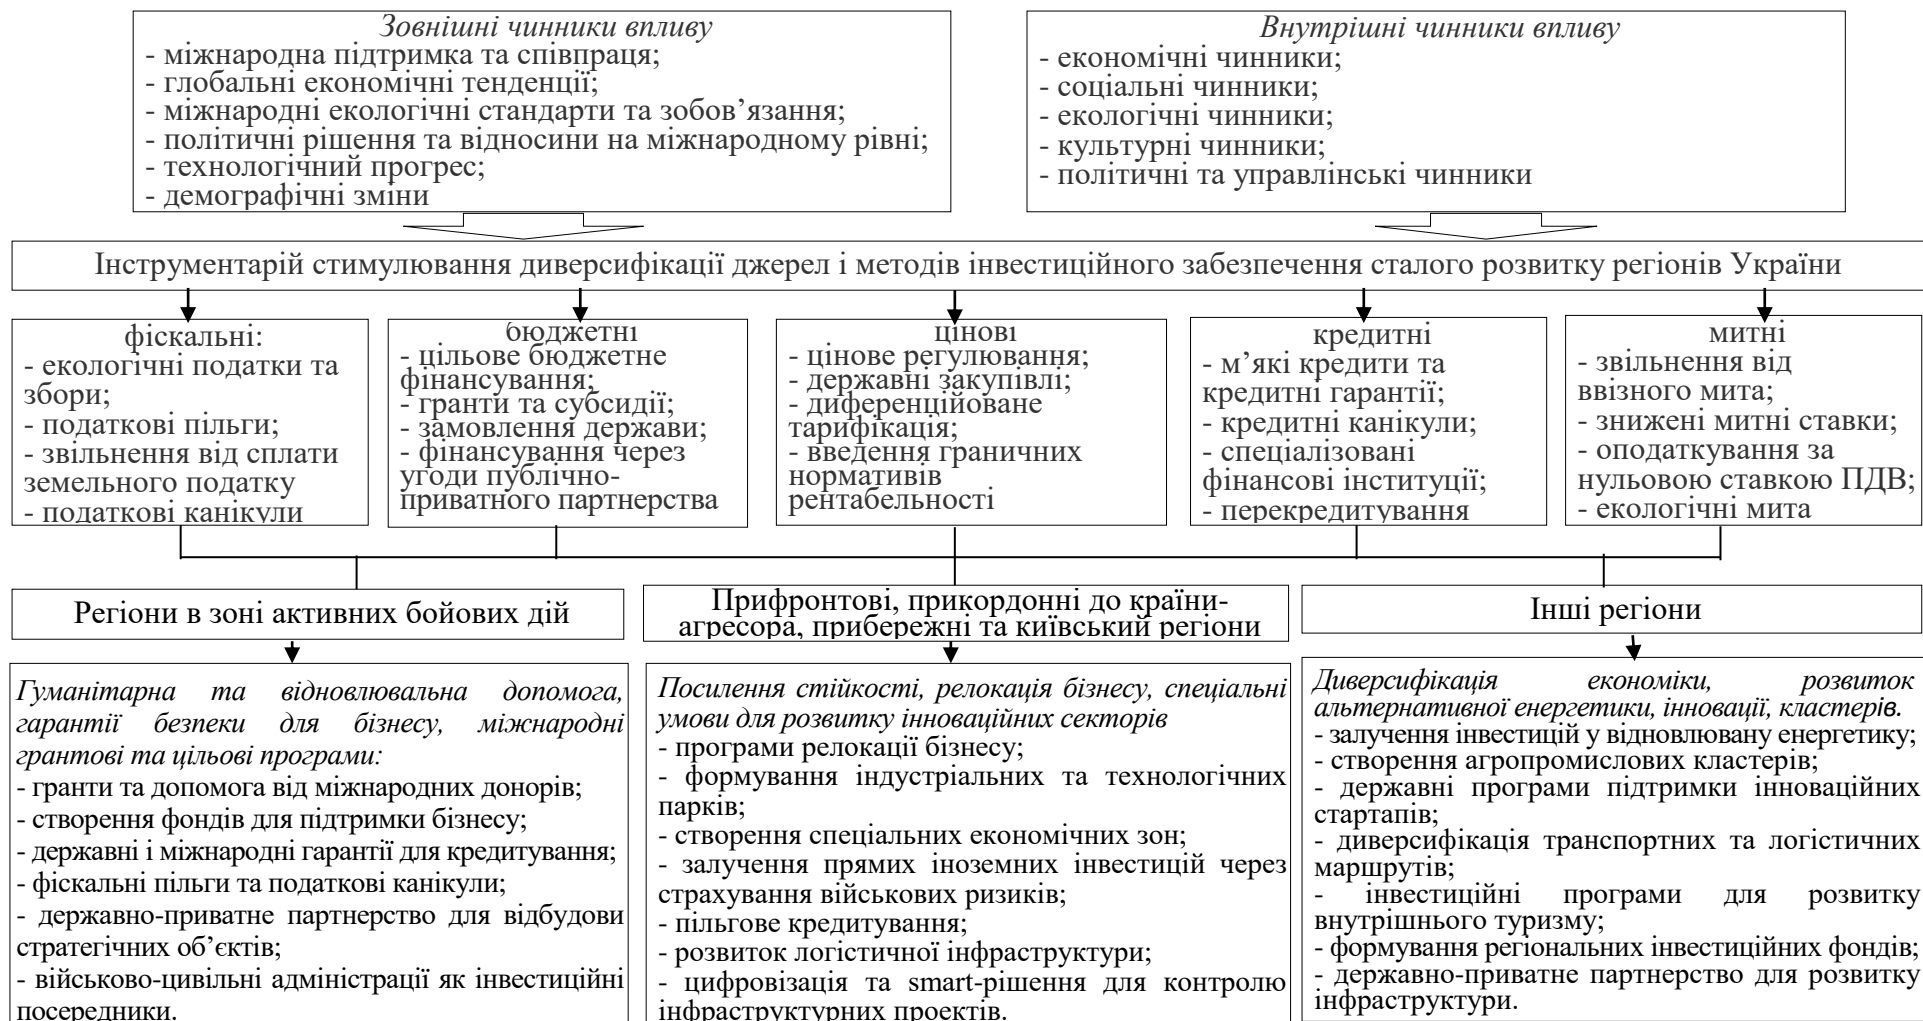 Зовнішні чинники впливу
- міжнародна підтримка та співпраця;
- глобальні економічні тенденції;
- міжнародні екологічні стандарти та зобов’язання;
- політичні рішення та відносини на міжнародному рівні;
- технологічний прогрес;
- демографічні зміни
Внутрішні чинники впливу
- економічні чинники;
- соціальні чинники;
- екологічні чинники;
- культурні чинники;
- політичні та управлінські чинники
Інструментарій стимулювання диверсифікації джерел і методів інвестиційного забезпечення сталого розвитку регіонів України
фіскальні:
- екологічні податки та
збори;
- податкові пільги;
- звільнення від сплати
земельного податку
- податкові канікули
бюджетні
- цільове бюджетне
фінансування;
- гранти та субсидії;
- замовлення держави;
- фінансування через
угоди публічно-
приватного партнерства
цінові
- цінове регулювання;
- державні закупівлі;
- диференційоване
тарифікація;
- введення граничних
нормативів
рентабельності
кредитні
- м’які кредити та
кредитні гарантії;
- кредитні канікули;
- спеціалізовані
фінансові інституції;
- перекредитування
митні
- звільнення від
ввізного мита;
- знижені митні ставки;
- оподаткування за
нульовою ставкою ПДВ;
- екологічні мита
Регіони в зоні активних бойових дій
Прифронтові, прикордонні до країни-
агресора, прибережні та київський регіони
Інші регіони
Гуманітарна та відновлювальна допомога,
гарантії безпеки для бізнесу, міжнародні
грантові та цільові програми:
- гранти та допомога від міжнародних донорів;
- створення фондів для підтримки бізнесу;
- державні і міжнародні гарантії для кредитування;
- фіскальні пільги та податкові канікули;
- державно-приватне партнерство для відбудови
стратегічних об’єктів;
- військово-цивільні адміністрації як інвестиційні
посередники.
Посилення стійкості, релокація бізнесу, спеціальні
умови для розвитку інноваційних секторів
- програми релокації бізнесу;
- формування індустріальних та технологічних
парків;
- створення спеціальних економічних зон;
- залучення прямих іноземних інвестицій через
страхування військових ризиків;
- пільгове кредитування;
- розвиток логістичної інфраструктури;
- цифровізація та smart-рішення для контролю
інфраструктурних проектів.
Диверсифікація економіки, розвиток
альтернативної енергетики, інновації, кластерів.
- залучення інвестицій у відновлювану енергетику;
- створення агропромислових кластерів;
- державні програми підтримки інноваційних
стартапів;
- диверсифікація транспортних та логістичних
маршрутів;
- інвестиційні програми для розвитку
внутрішнього туризму;
- формування регіональних інвестиційних фондів;
- державно-приватне партнерство для розвитку
інфраструктури.